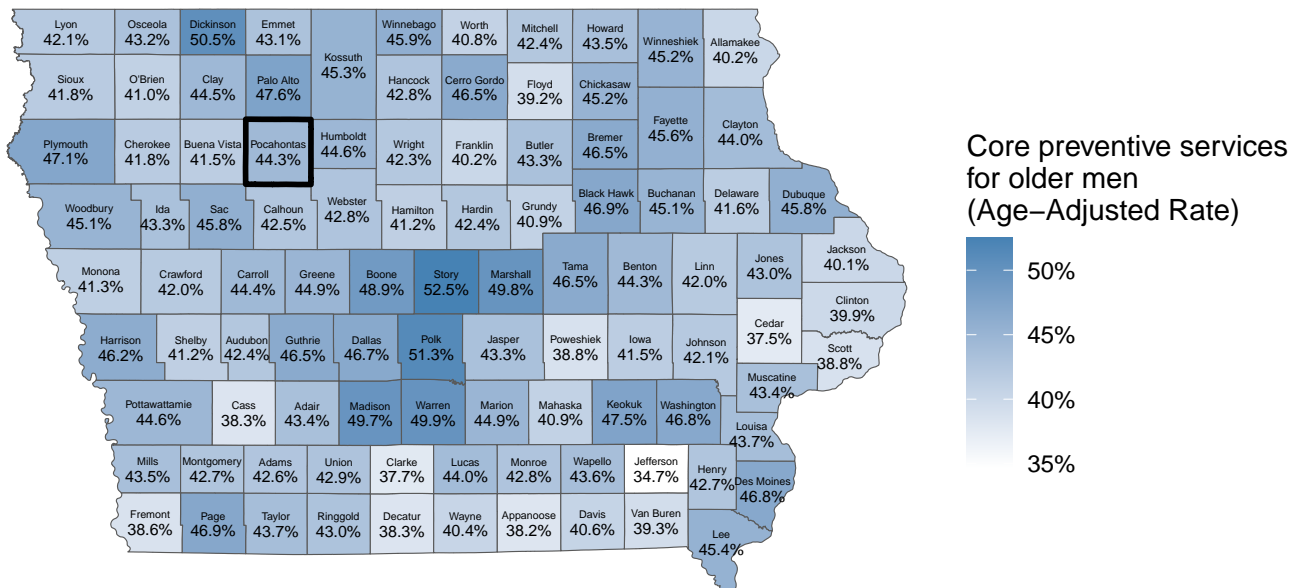 Lyon
42.1%
Osceola
43.2%
Dickinson
50.5%
Emmet
43.1%
Kossuth
45.3%
Winnebago
45.9%
Worth
40.8%
Mitchell
42.4%
Howard
43.5%
Winneshiek
45.2%
Allamakee
40.2%
Sioux
41.8%
O'Brien
41.0%
Clay
44.5%
Palo Alto
47.6%
Hancock
42.8%
Cerro Gordo
46.5%
Floyd
39.2%
Chickasaw
45.2%
Plymouth
47.1%
Cherokee
41.8%
Buena Vista
41.5%
Pocahontas
44.3%
Humboldt
44.6%
Wright
42.3%
Franklin
40.2%
Butler
43.3%
Bremer
46.5%
Fayette
45.6%
Clayton
44.0%
Woodbury
45.1%
Ida
43.3%
Sac
45.8%
Calhoun
42.5%
Webster
42.8%
Hamilton
41.2%
Hardin
42.4%
Grundy
40.9%
Black Hawk
46.9%
Buchanan
45.1%
Delaware
41.6%
Dubuque
45.8%
Monona
41.3%
Crawford
42.0%
Carroll
44.4%
Greene
44.9%
Boone
48.9%
Story
52.5%
Marshall
49.8%
Tama
46.5%
Benton
44.3%
Linn
42.0%
Jones
43.0%
Jackson
40.1%
Clinton
39.9%
Harrison
46.2%
Shelby
41.2%
Audubon
42.4%
Guthrie
46.5%
Dallas
46.7%
Polk
51.3%
Jasper
43.3%
Poweshiek
38.8%
Iowa
41.5%
Johnson
42.1%
Cedar
37.5%
Scott
38.8%
Muscatine
43.4%
Pottawattamie
44.6%
Cass
38.3%
Adair
43.4%
Madison
49.7%
Warren
49.9%
Marion
44.9%
Mahaska
40.9%
Keokuk
47.5%
Washington
46.8%
Louisa
43.7%
Mills
43.5%
Montgomery
42.7%
Adams
42.6%
Union
42.9%
Clarke
37.7%
Lucas
44.0%
Monroe
42.8%
Wapello
43.6%
Jefferson
34.7%
Henry
42.7%
Des Moines
46.8%
Fremont
38.6%
Page
46.9%
Taylor
43.7%
Ringgold
43.0%
Decatur
38.3%
Wayne
40.4%
Appanoose
38.2%
Davis
40.6%
Van Buren
39.3%
Lee
45.4%
Core preventive services
for older men
(Age−Adjusted Rate)
50%
45%
40%
35%